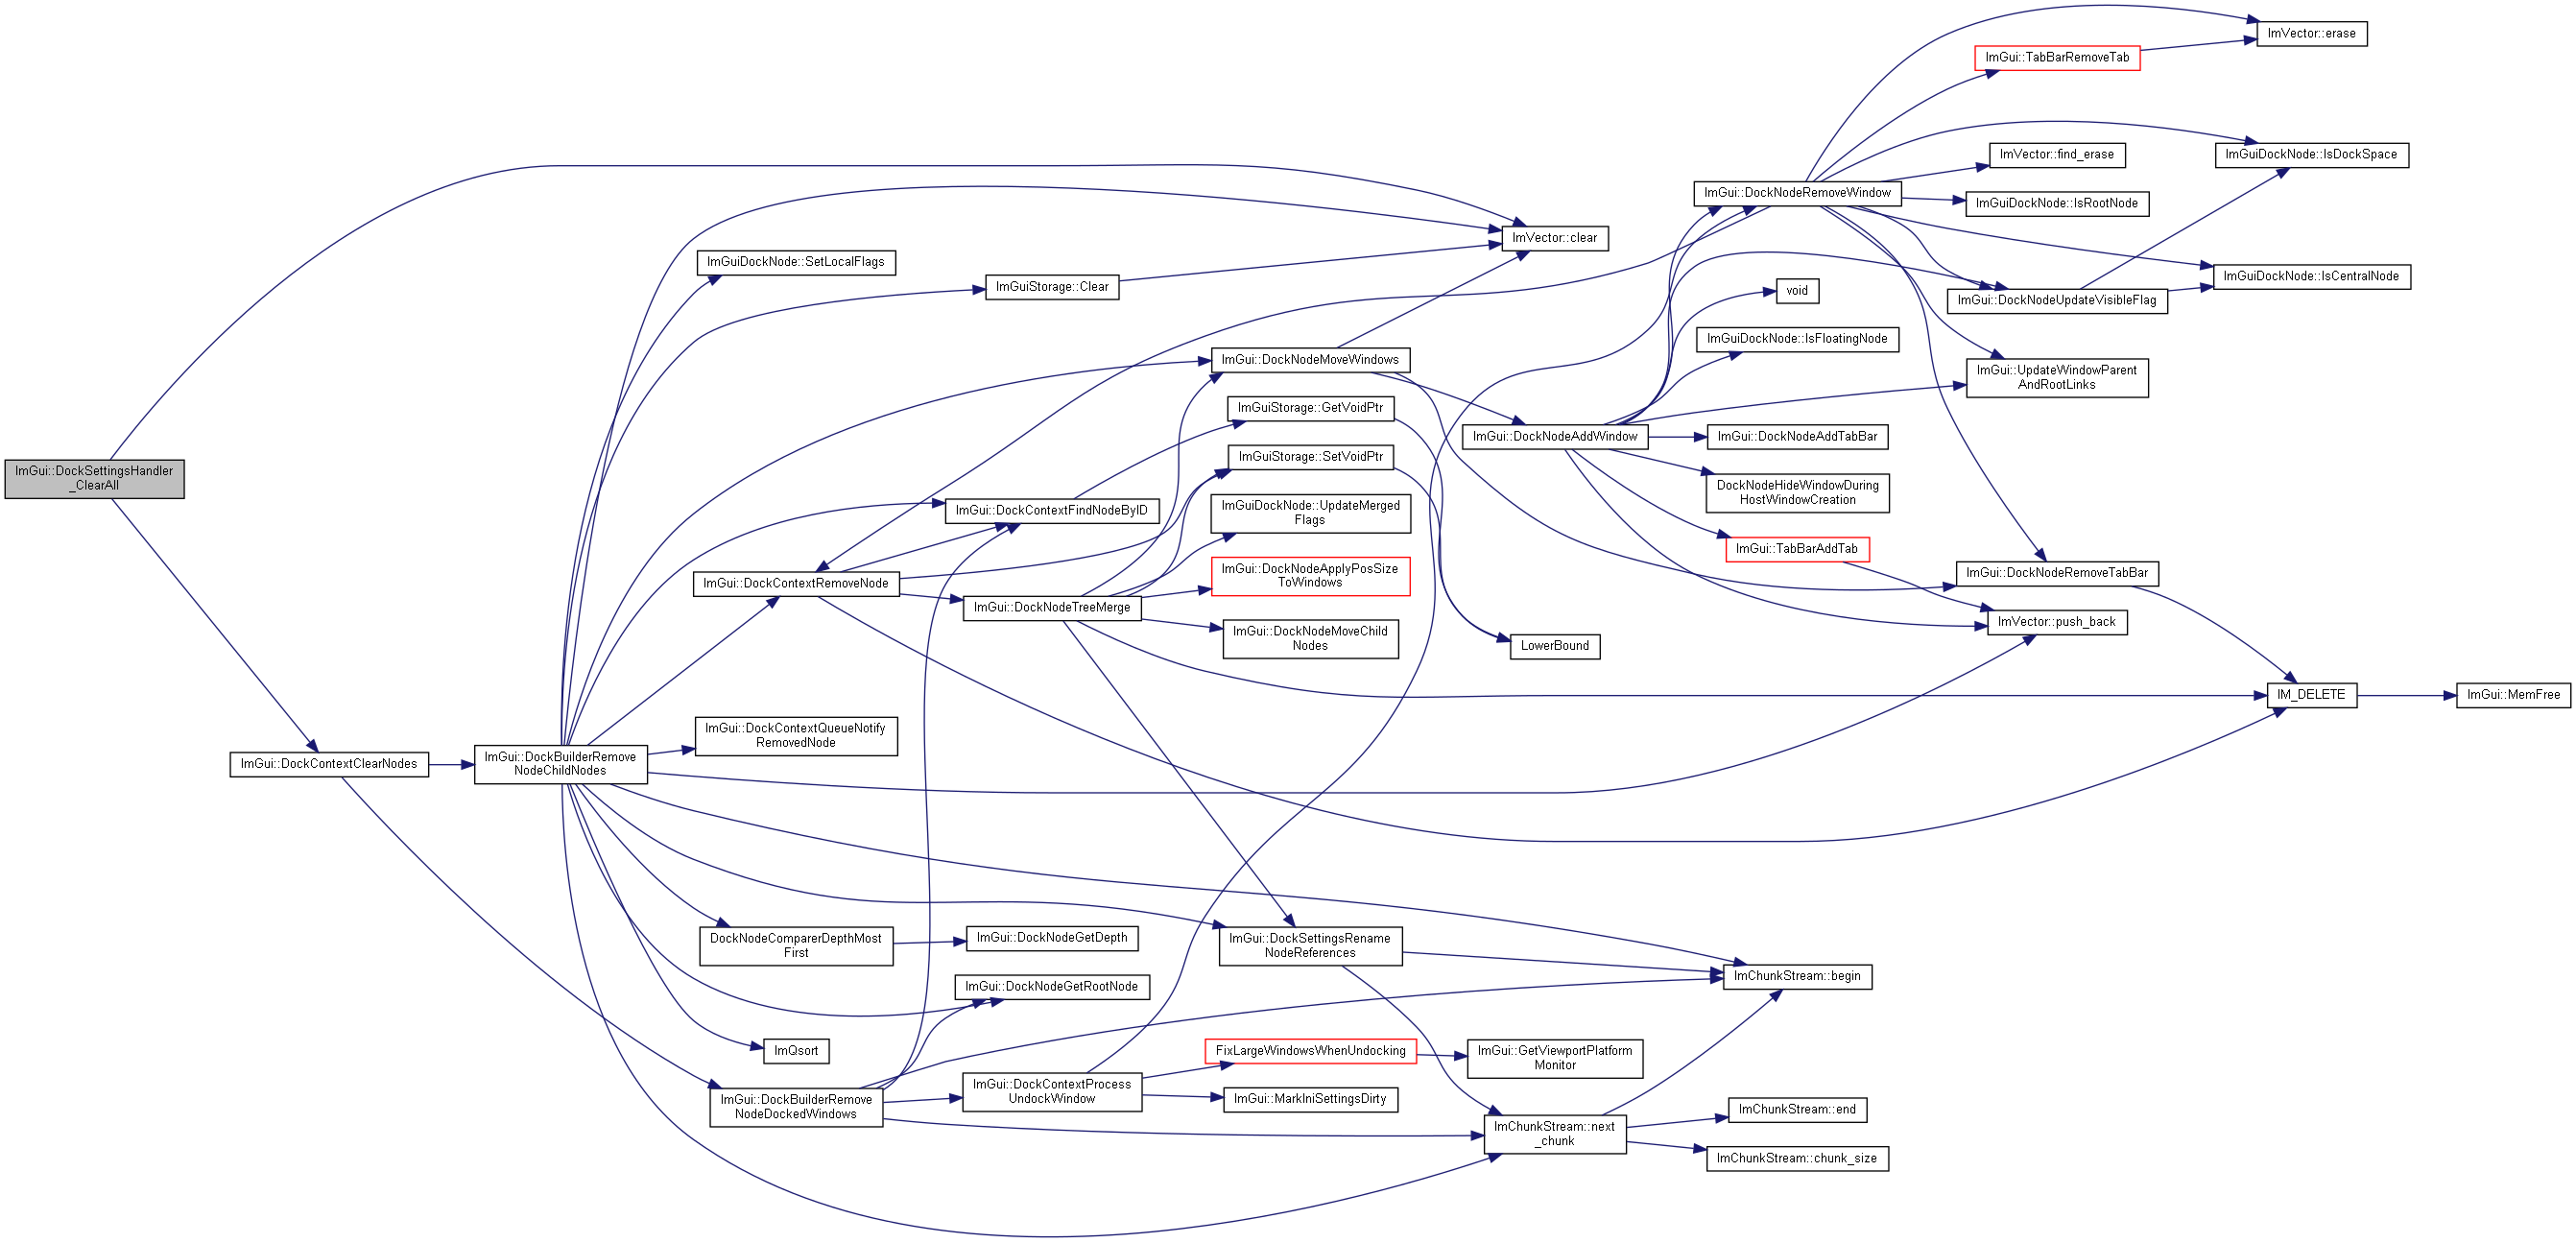 ImGui::DockSettingsHandler
_ClearAll
ImGui::DockContextClearNodes
ImGui::DockBuilderRemove
NodeChildNodes
ImGuiDockNode::SetLocalFlags
ImGui::DockContextRemoveNode
ImGui::DockContextQueueNotify
RemovedNode
DockNodeComparerDepthMost
First
ImQsort
ImGui::DockBuilderRemove
NodeDockedWindows
ImGuiStorage::Clear
ImGui::DockContextFindNodeByID
ImGui::DockNodeTreeMerge
ImGui::DockNodeGetDepth
ImGui::DockNodeGetRootNode
ImGui::DockContextProcess
UndockWindow
ImGui::DockNodeMoveWindows
ImGuiStorage::GetVoidPtr
ImGuiStorage::SetVoidPtr
ImGuiDockNode::UpdateMerged
Flags
ImGui::DockNodeApplyPosSize
ToWindows
ImGui::DockNodeMoveChild
Nodes
ImGui::DockSettingsRename
NodeReferences
FixLargeWindowsWhenUndocking
ImGui::MarkIniSettingsDirty
ImVector::clear
ImGui::DockNodeAddWindow
LowerBound
ImGui::GetViewportPlatform
Monitor
ImChunkStream::next
_chunk
ImGui::DockNodeRemoveWindow
void
ImGuiDockNode::IsFloatingNode
ImGui::DockNodeAddTabBar
DockNodeHideWindowDuring
HostWindowCreation
ImGui::TabBarAddTab
ImChunkStream::begin
ImChunkStream::end
ImChunkStream::chunk_size
ImGui::TabBarRemoveTab
ImVector::find_erase
ImGuiDockNode::IsRootNode
ImGui::DockNodeUpdateVisibleFlag
ImGui::UpdateWindowParent
AndRootLinks
ImGui::DockNodeRemoveTabBar
ImVector::push_back
ImVector::erase
ImGuiDockNode::IsDockSpace
ImGuiDockNode::IsCentralNode
IM_DELETE
ImGui::MemFree